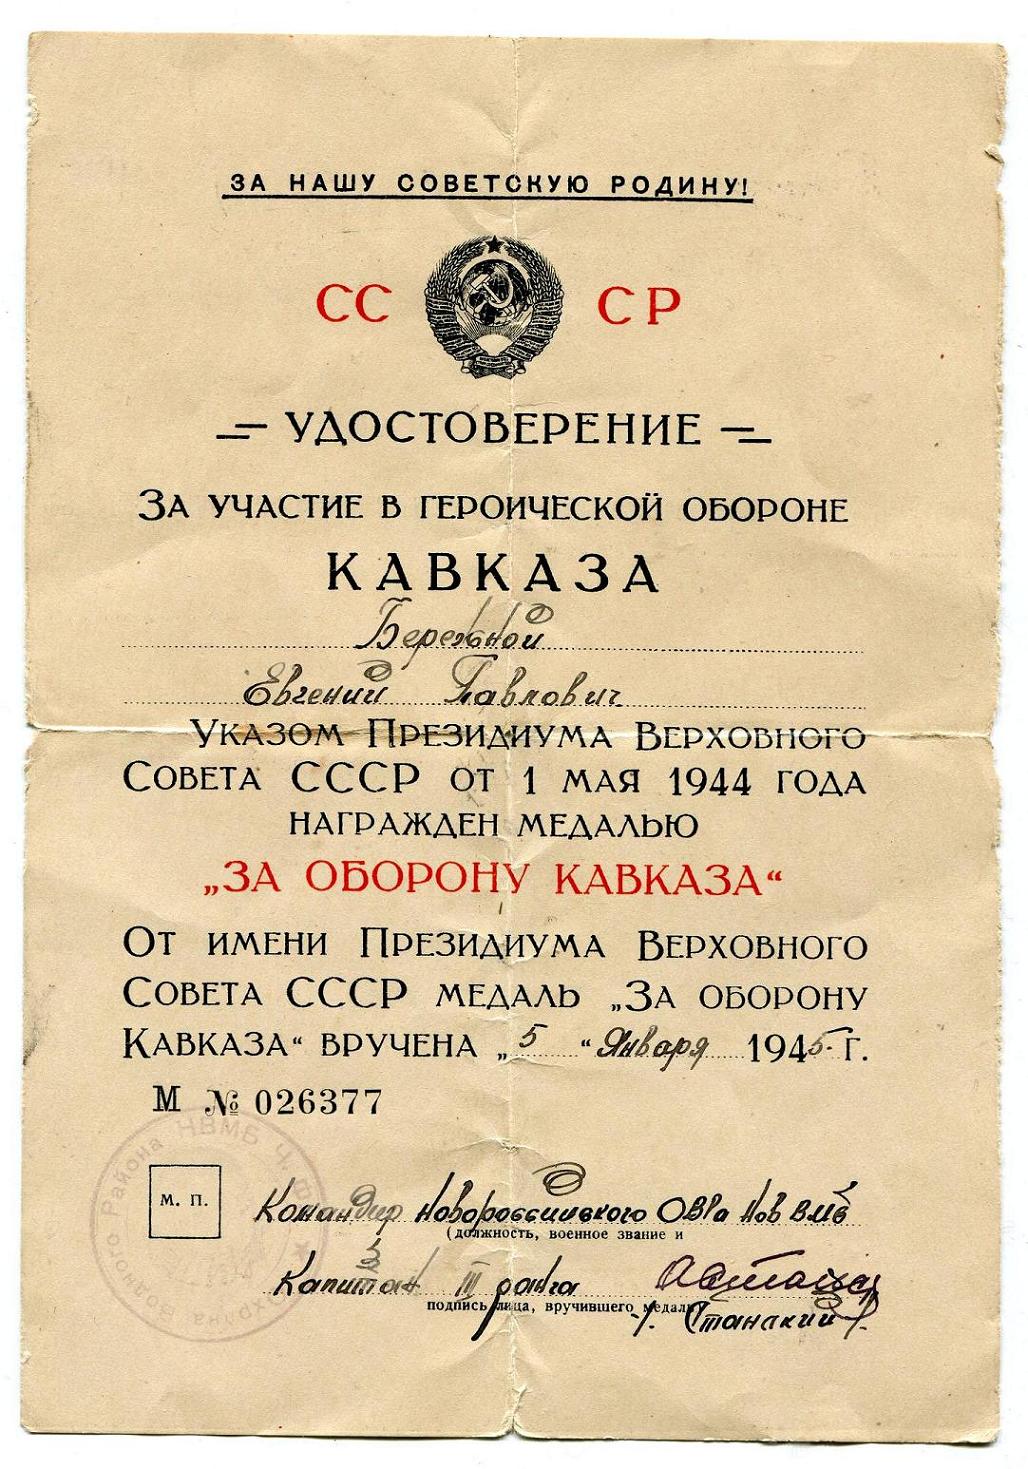 ЗА НАШУ СОВЕТСКУЮ РОДИНУ!
СС СР
УДОСТОВЕРЕНИЕ
ЗА УЧАСТИЕ В ГЕРОИЧЕСКОЙ ОБОРОНЕ
КАВКАЗА
Бережной
Евгений Павлович
УКАЗОМ ПРЕЗИДИУМА ВЕРХОВНОГО
СОВЕТА СССР ОТ 1 МАЯ 1944 ГОДА
НАГРАЖДЕН МЕДАЛЬЮ
„ЗА ОБОРОНУ КАВКАЗА“
ОТ ИМЕНИ ПРЕЗИДИУМА ВЕРХОВНОГО
СОВЕТА СССР МЕДАЛЬ „ЗА ОБОРОНУ
КАВКАЗА“ ВРУЧЕНА „5“ Января 1945 Г.
М № 026377
Района НВМБ Ч.
М. П.
Командир Новороссийского ОВРа Нов ВМБ
(должность, военное звание и
Капитан III ранга
подпись лица, вручившего медаль)